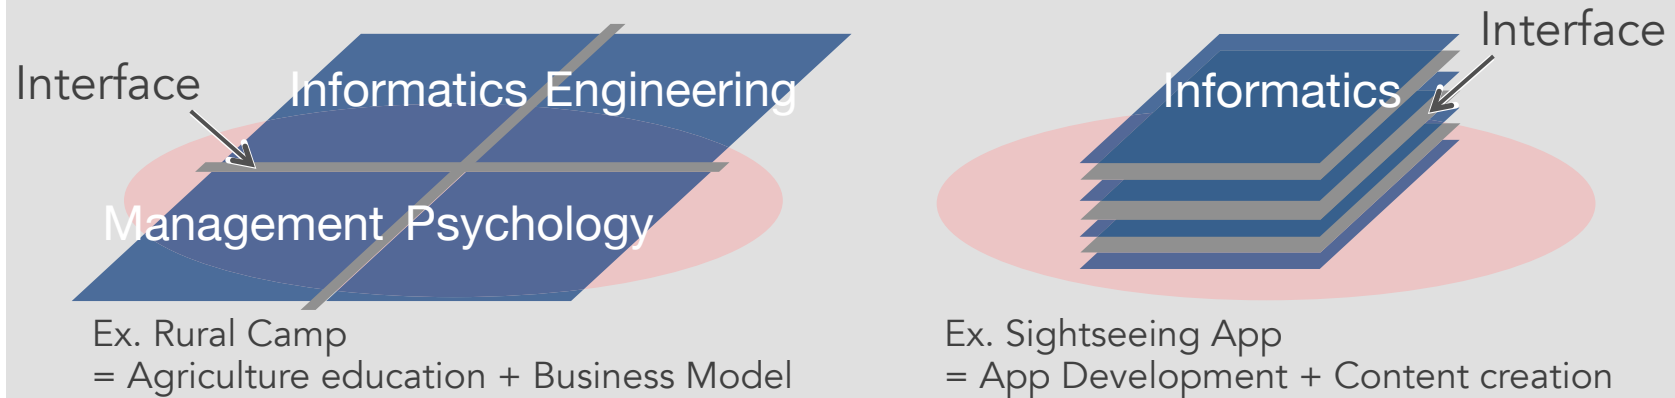 Interface
Informatics Engineering
Management Psychology
Ex. Rural Camp
= Agriculture education + Business Model
Interface
Informatics
Ex. Sightseeing App
= App Development + Content creation